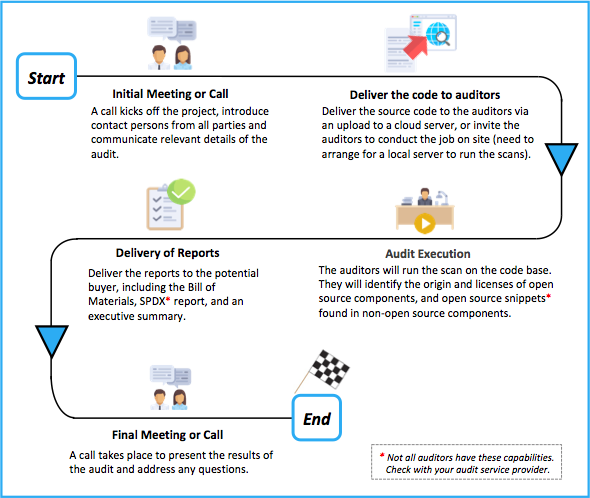 Start
Initial Meeting or Call
A call kicks off the project, introduce
contact persons from all parties and
communicate relevant details of the
audit.
Deliver the code to auditors
Deliver the source code to the auditors via
an upload to a cloud server, or invite the
auditors to conduct the job on site (need to
arrange for a local server to run the scans).
Audit Execution
The auditors will run the scan on the code base.
They will identify the origin and licenses of open
source components, and open source snippets*
found in non-open source components.
Delivery of Reports
Deliver the reports to the potential
buyer, including the Bill of
Materials, SPDX* report, and an
executive summary.
Final Meeting or Call
A call takes place to present the results of
the audit and address any questions.
End
* Not all auditors have these capabilities.
Check with your audit service provider.